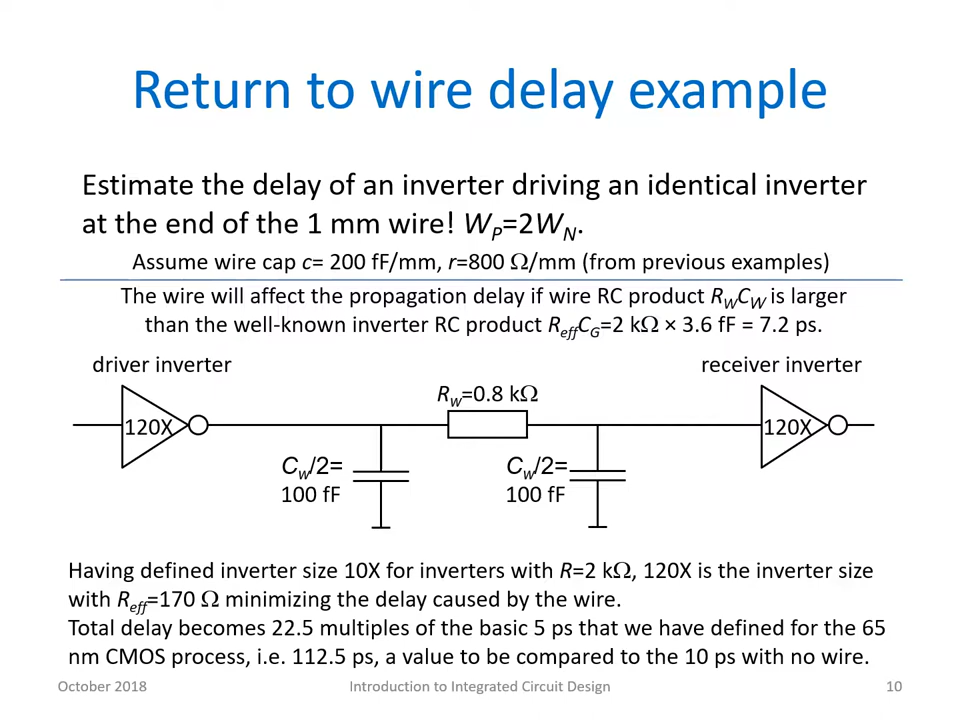 Return to wire delay example
Estimate the delay of an inverter driving an identical inverter
at the end of the 1 mm wire! WP=2WN.
Assume wire cap c= 200 fF/mm, r=800 Ω/mm (from previous examples)
The wire will affect the propagation delay if wire RC product RWCW is larger
than the well-known inverter RC product ReffCG=2 kΩ × 3.6 fF = 7.2 ps.
driver inverter
receiver inverter
Rw=0.8 kΩ
120X
120X
Cw/2=
100 fF
Cw/2=
100 fF
Having defined inverter size 10X for inverters with R=2 kΩ, 120X is the inverter size
with Reff=170 Ω minimizing the delay caused by the wire.
Total delay becomes 22.5 multiples of the basic 5 ps that we have defined for the 65
nm CMOS process, i.e. 112.5 ps, a value to be compared to the 10 ps with no wire.
October 2018
Introduction to Integrated Circuit Design
10